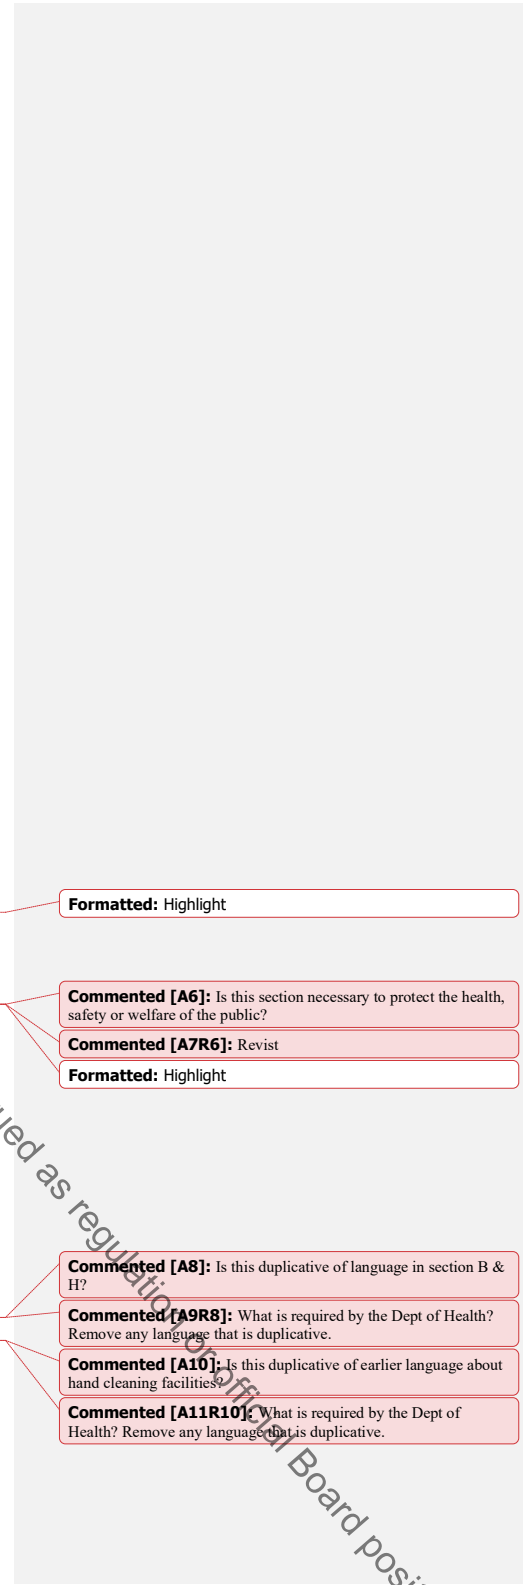 Formatted: Highlight
Commented [A6]: Is this section necessary to protect the health,
safety or welfare of the public?
Commented [A7R6]: Revist
Formatted: Highlight
Commented [A8]: Is this duplicative of language in section B &
H?
Commented [A9R8]: What is required by the Dept of Health?
Remove any language that is duplicative.
Commented [A10]: Is this duplicative of earlier language about
hand cleaning facilities?
Commented [A11R10]: What is required by the Dept of
Health? Remove any language that is duplicative.
as regulation or official Board